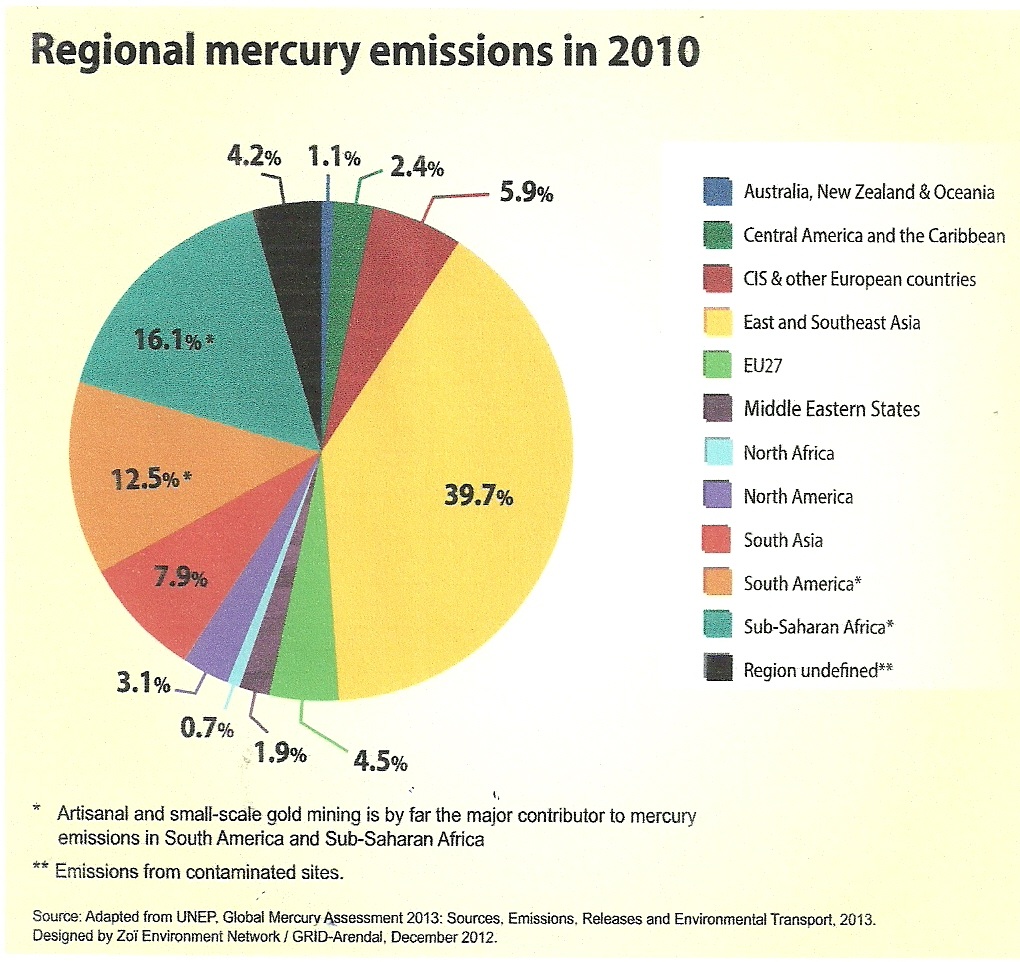 Regional mercury emissions in 2010
4.2%
1.1%
2.4%
5.9%
16.1%*
12.5%*
39.7%
7.9%
3.1%
0.7%
1.9%
4.5%
Australia, New Zealand & Oceania
Central America and the Caribbean
CIS & other European countries
East and Southeast Asia
EU27
Middle Eastern States
North Africa
North America
South Asia
South America*
Sub-Saharan Africa*
Region undefined**
* Artisanal and small-scale gold mining is by far the major contributor to mercury
emissions in South America and Sub-Saharan Africa
** Emissions from contaminated sites.
Source: Adapted from UNEP, Global Mercury Assessment 2013: Sources, Emissions, Releases and Environmental Transport, 2013.
Designed by Zoï Environment Network / GRID-Arendal, December 2012.